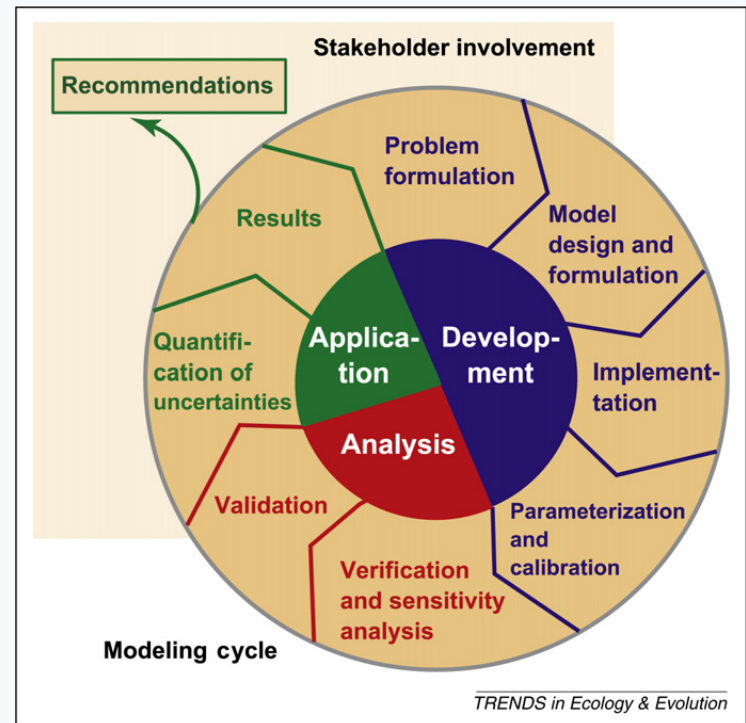 Stakeholder involvement
Recommendations
Problem
formulation
Model
design and
formulation
Implement-
tation
Parameterization
and
calibration
Verification
and sensitivity
analysis
Validation
Quantifi-
cation of
uncertainties
Results
Applica-
tion
Develop-
ment
Analysis
Modeling cycle
TRENDS in Ecology & Evolution